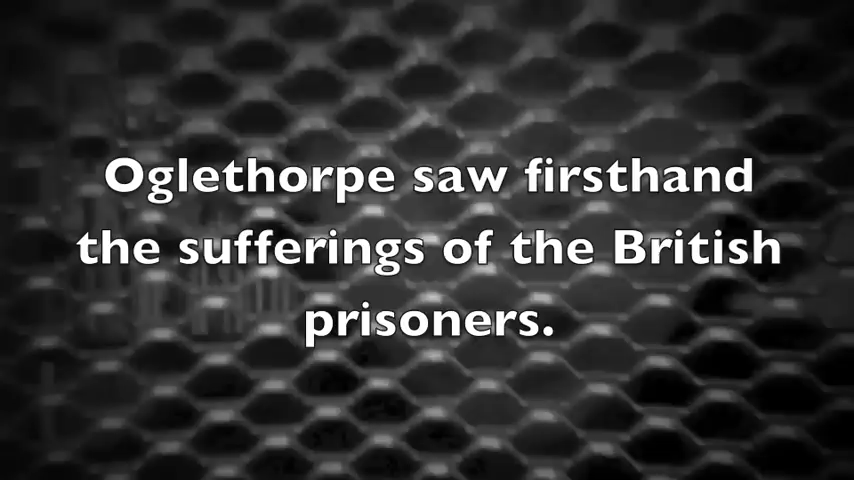 Oglethorpe saw firsthand
the sufferings of the British
prisoners.